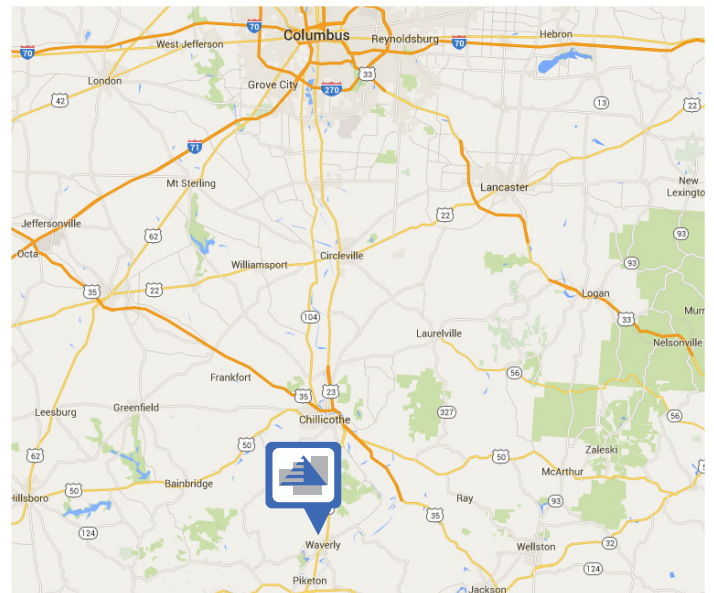 Columbus
70
Hebron
West Jefferson
Reynoldsburg
70
70
33
London
Grove City
270
42
13
22
71
Mt Sterling
Lancaster
New
Lexingto
22
Jeffersonville
62
93
Octa
Circleville
Williamsport
93
35
22
Logan
104
33
Murr
Laurelville
Nelsonville
56
Frankfort
35
23
Greenfield
327
Leesburg
56
Chillicothe
50
Zaleski
62
50
McArthur
50
Bainbridge
illsboro
Ray
93
35
124
Waverly
Wellston
32
124
Piketon
Jackson